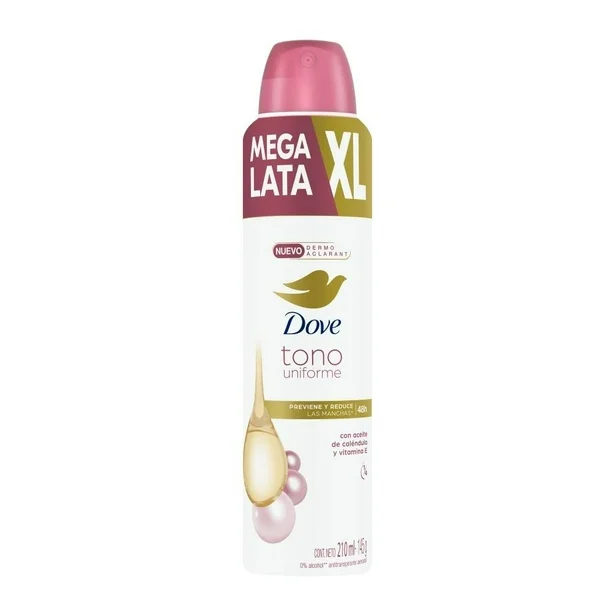 MEGA
LATA
XL
NUEVO
DERMO
ACLARANT
Dove
tono
uniforme
PREVIENE Y REDUCE
LAS MANCHAS*
48h
con aceite
de caléndula
y vitamina E
CONT. NETO 210 ml - 145 g
0% alcohol** antitranspirante aerosol